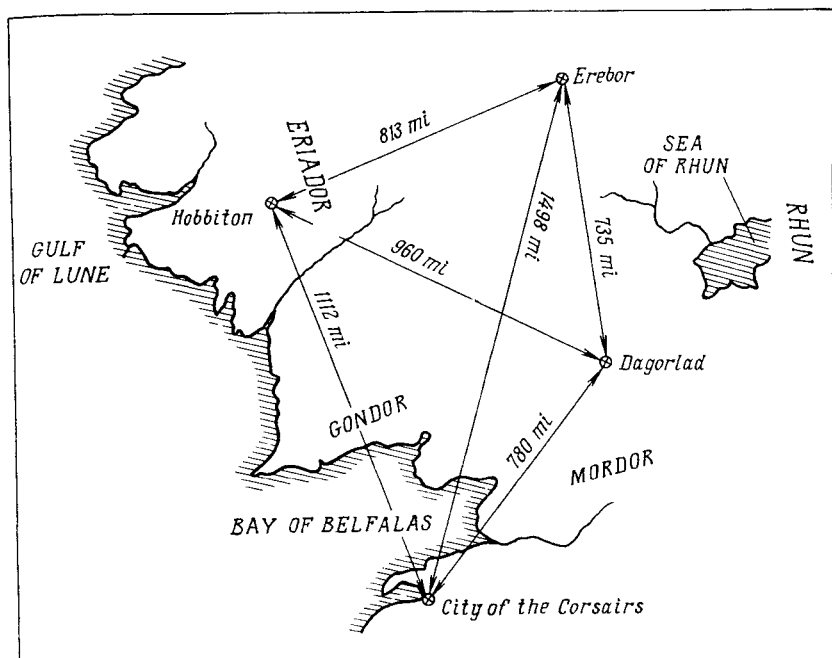 Erebor
813 mi
ERIADOR
SEA
OF RHUN
RHUN
Hobbiton
1498 mi
735 mi
GULF
OF LUNE
960 mi
1112 mi
Dagorlad
GONDOR
780 mi
MORDOR
BAY OF BELFALAS
City of the Corsairs